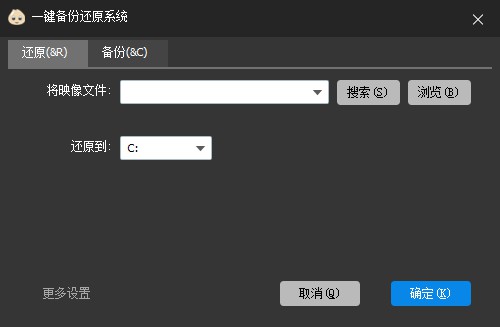 一键备份还原系统
还原(&R) 备份(&C)
将映像文件: 搜索(S) 浏览(B)
还原到: C:
更多设置 取消(Q) 确定(K)